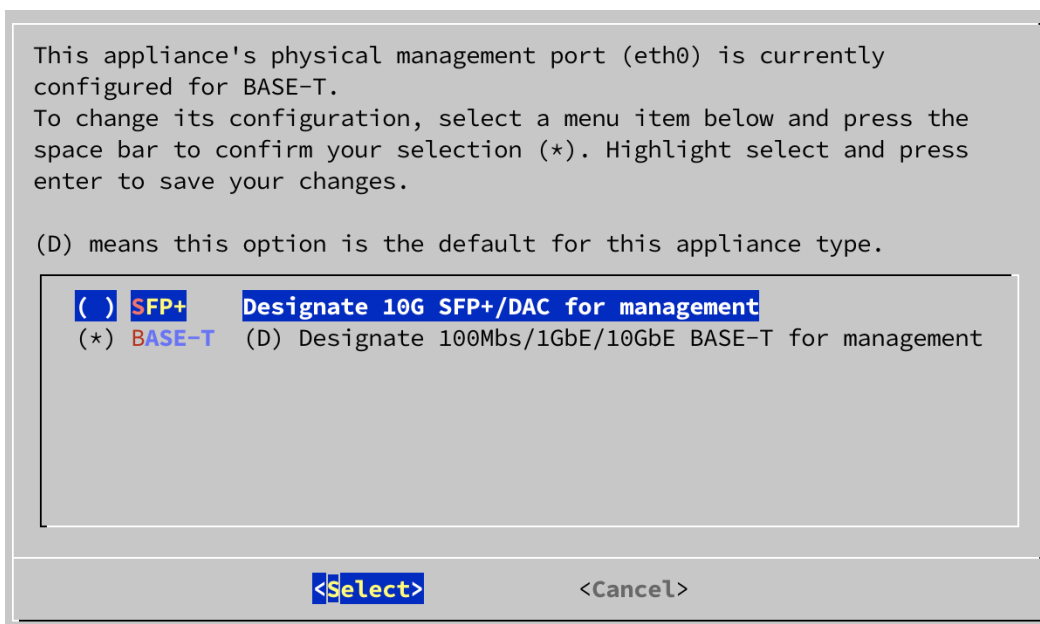 This appliance's physical management port (eth0) is currently
configured for BASE-T.
To change its configuration, select a menu item below and press the
space bar to confirm your selection (*). Highlight select and press
enter to save your changes.
(D) means this option is the default for this appliance type.
( ) SFP+ Designate 10G SFP+/DAC for management
(*) BASE-T (D) Designate 100Mbs/1GbE/10GbE BASE-T for management
<Select> <Cancel>